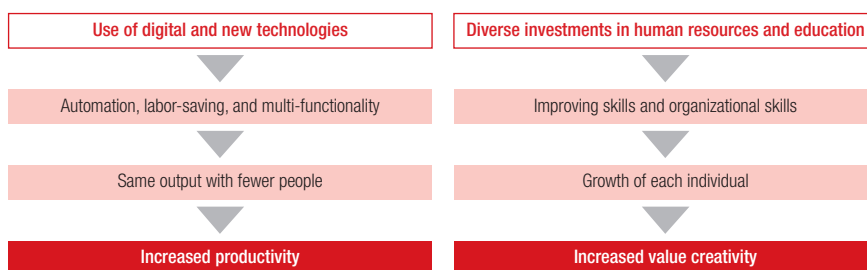 Use of digital and new technologies
Automation, labor-saving, and multi-functionality
Same output with fewer people
Increased productivity
Diverse investments in human resources and education
Improving skills and organizational skills
Growth of each individual
Increased value creativity